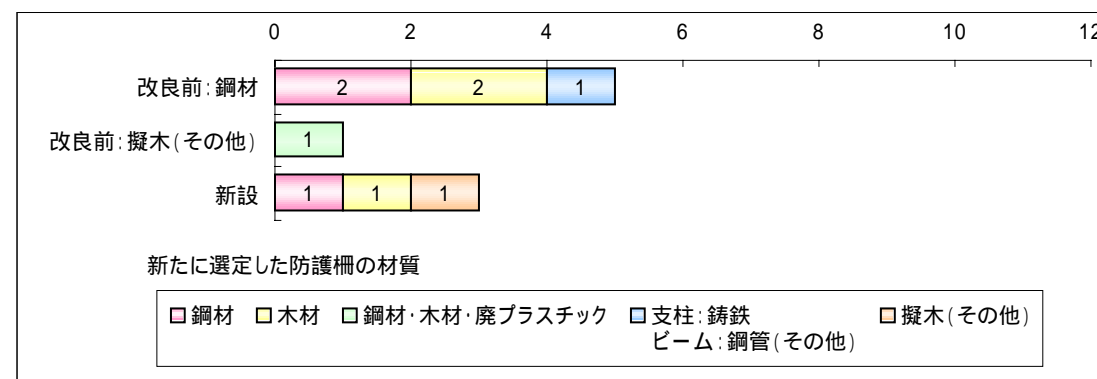 0 2 4 6 8 10 12
改良前:鋼材 2 2 1
改良前:擬木(その他) 1
新設 1 1 1
新たに選定した防護柵の材質
鋼材 木材 鋼材・木材・廃プラスチック 支柱:鋳鉄 擬木(その他)
ビーム:鋼管(その他)